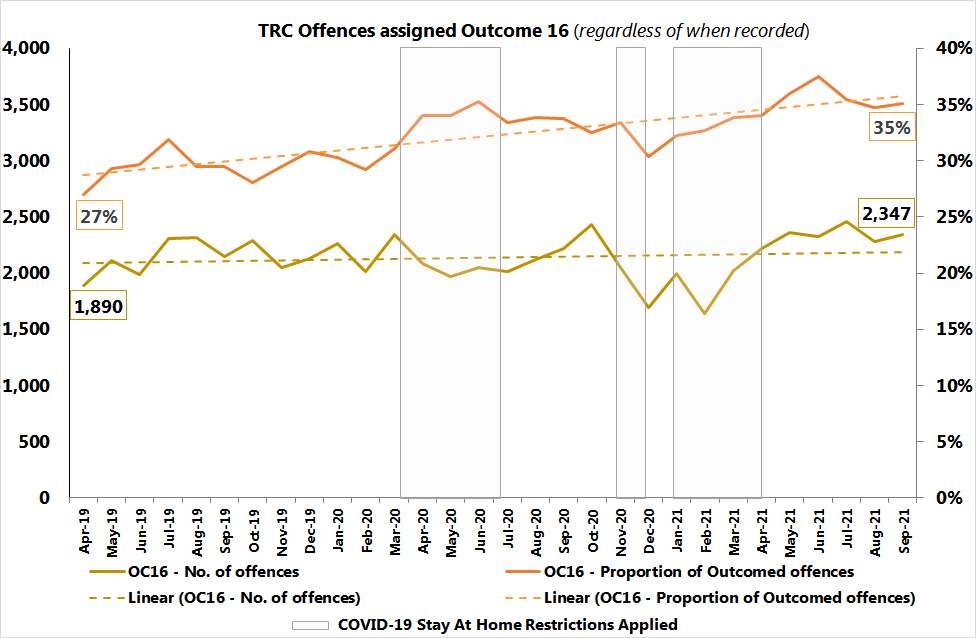 TRC Offences assigned Outcome 16 (regardless of when recorded)
4,000
3,500
3,000
2,500
2,000
1,500
1,000
500
0
40%
35%
30%
25%
20%
15%
10%
5%
0%
27%
1,890
35%
2,347
Apr-19
May-19
Jun-19
Jul-19
Aug-19
Sep-19
Oct-19
Nov-19
Dec-19
Jan-20
Feb-20
Mar-20
Apr-20
May-20
Jun-20
Jul-20
Aug-20
Sep-20
Oct-20
Nov-20
Dec-20
Jan-21
Feb-21
Mar-21
Apr-21
May-21
Jun-21
Jul-21
Aug-21
Sep-21
OC16 - No. of offences
OC16 - Proportion of Outcomed offences
Linear (OC16 - No. of offences)
Linear (OC16 - Proportion of Outcomed offences)
COVID-19 Stay At Home Restrictions Applied